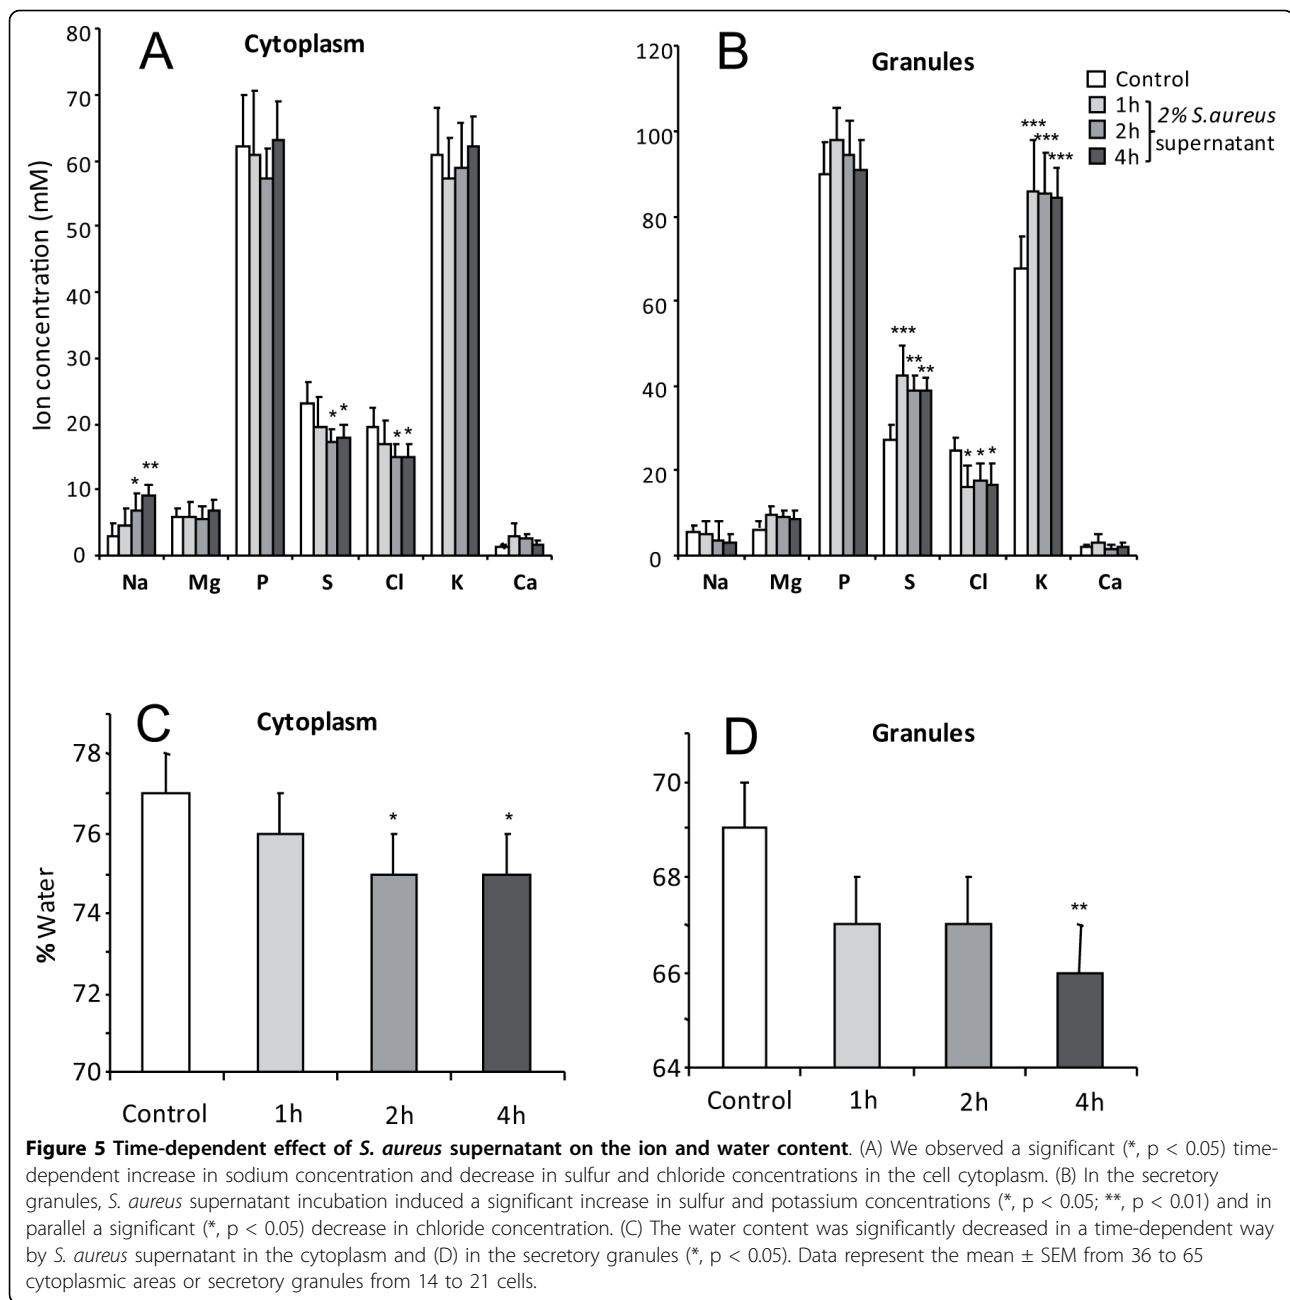 A
Cytoplasm
Ion concentration (mM)
80
70
60
50
40
30
20
10
0
*
**
* *
* *
*
Na Mg P S Cl K Ca
B
Granules
120
100
80
60
40
20
0
***
**
**
* * *
***
***
***
Na Mg P S Cl K Ca
Control
1h
2h
4h
2% S.aureus
supernatant
C
Cytoplasm
% Water
78
76
74
72
70
*
*
Control 1h 2h 4h
D
Granules
70
68
66
64
**
Control 1h 2h 4h
Figure 5 Time-dependent effect of S. aureus supernatant on the ion and water content. (A) We observed a significant (*, p < 0.05) time-
dependent increase in sodium concentration and decrease in sulfur and chloride concentrations in the cell cytoplasm. (B) In the secretory
granules, S. aureus supernatant incubation induced a significant increase in sulfur and potassium concentrations (*, p < 0.05; **, p < 0.01) and in
parallel a significant (*, p < 0.05) decrease in chloride concentration. (C) The water content was significantly decreased in a time-dependent way
by S. aureus supernatant in the cytoplasm and (D) in the secretory granules (*, p < 0.05). Data represent the mean ± SEM from 36 to 65
cytoplasmic areas or secretory granules from 14 to 21 cells.